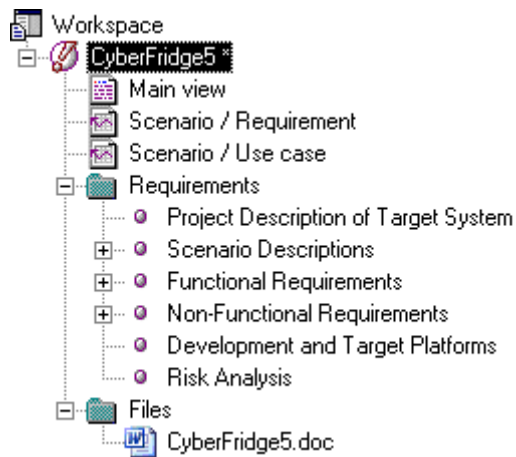 Workspace
CyberFridge5 *
Main view
Scenario / Requirement
Scenario / Use case
Requirements
Project Description of Target System
Scenario Descriptions
Functional Requirements
Non-Functional Requirements
Development and Target Platforms
Risk Analysis
Files
CyberFridge5.doc